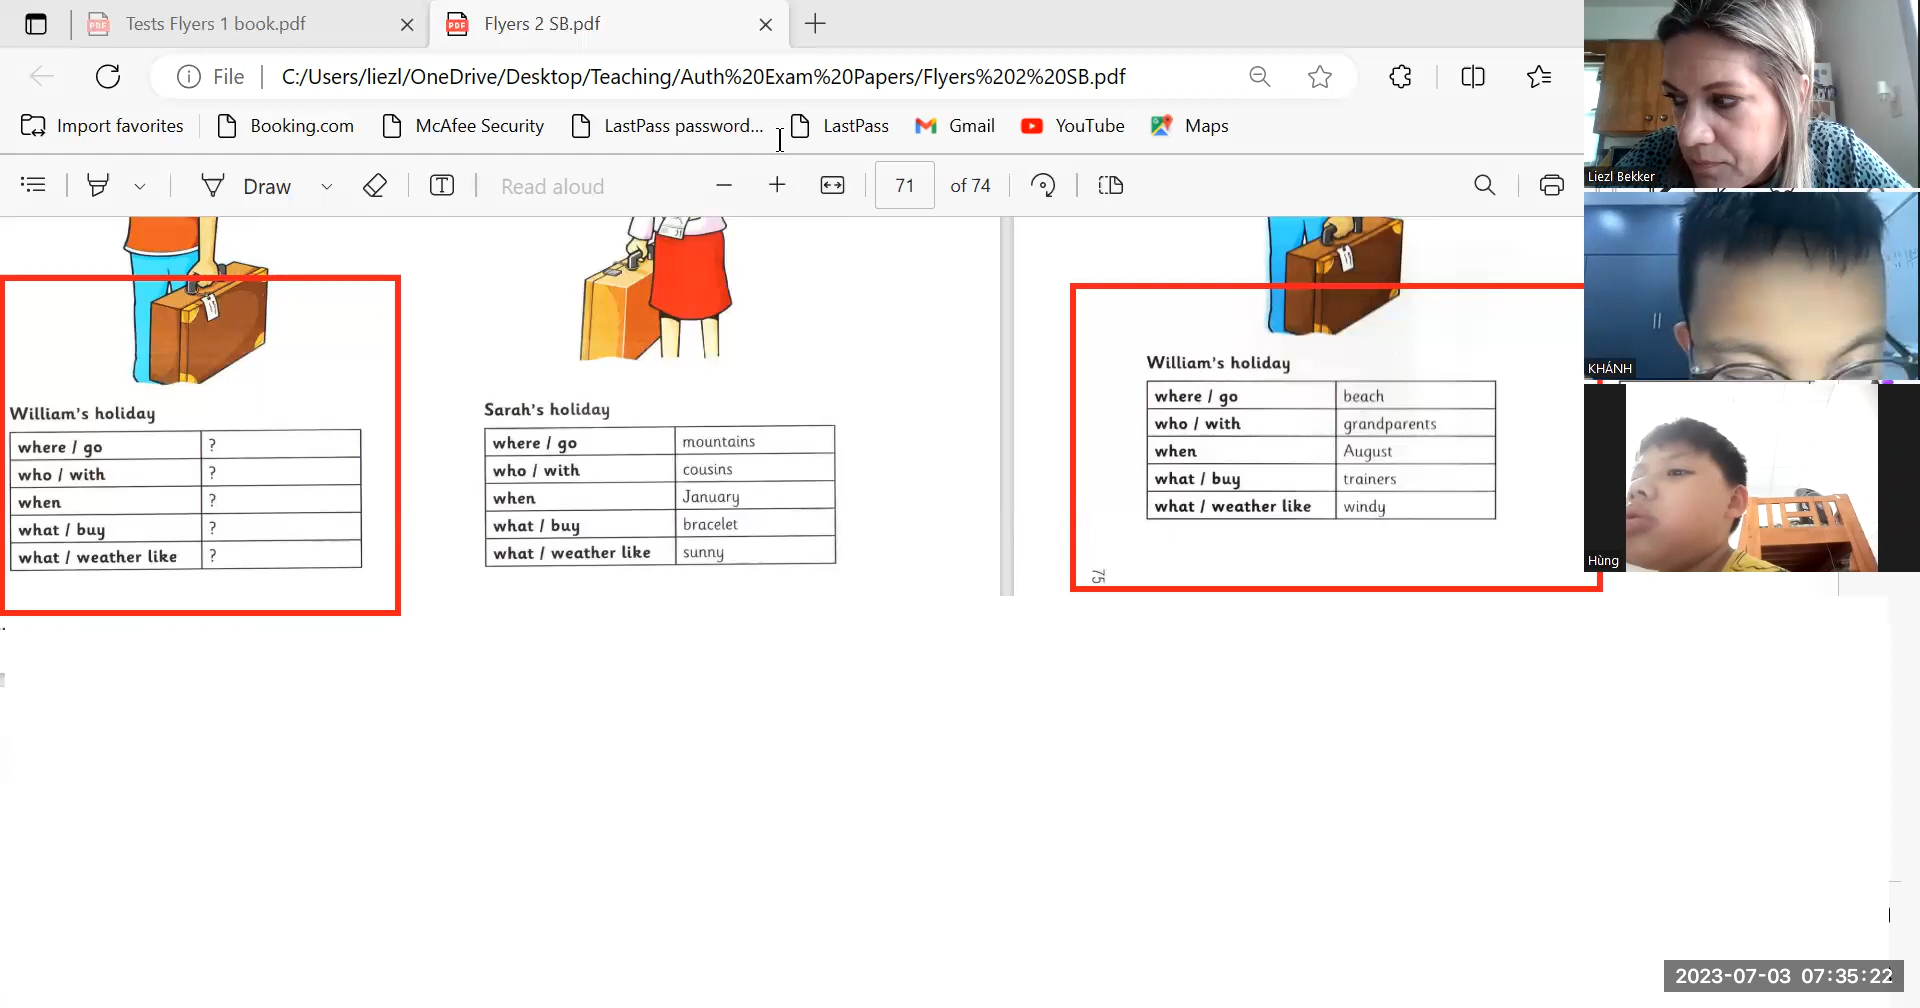 Tests Flyers 1 book.pdf
Flyers 2 SB.pdf
File
C:/Users/liezl/OneDrive/Desktop/Teaching/Auth%20Exam%20Papers/Flyers%202%20SB.pdf
Import favorites
Booking.com
McAfee Security
LastPass password...
LastPass
Gmail
YouTube
Maps
Draw
Read aloud
71
of 74
William's holiday
where / go ?
who / with ?
when ?
what / buy ?
what / weather like ?
Sarah's holiday
where / go mountains
who / with cousins
when January
what / buy bracelet
what / weather like sunny
William's holiday
where / go beach
who / with grandparents
when August
what / buy trainers
what / weather like windy
75
Liezl Bekker
KHÁNH
Hùng
2023-07-03 07:35:22